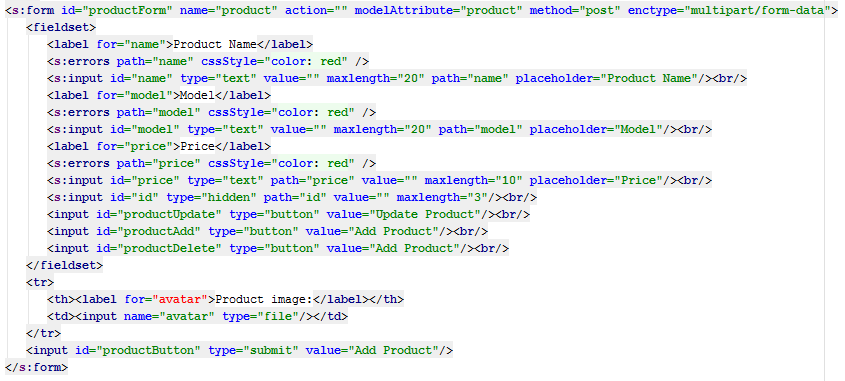 <s:form id="productForm" name="product" action="" modelAttribute="product" method="post" enctype="multipart/form-data">
<fieldset>
<label for="name">Product Name</label>
<s:errors path="name" cssStyle="color: red" />
<s:input id="name" type="text" value="" maxlength="20" path="name" placeholder="Product Name"/><br/>
<label for="model">Model</label>
<s:errors path="model" cssStyle="color: red" />
<s:input id="model" type="text" value="" maxlength="20" path="model" placeholder="Model"/><br/>
<label for="price">Price</label>
<s:errors path="price" cssStyle="color: red" />
<s:input id="price" type="text" path="price" value="" maxlength="10" placeholder="Price"/><br/>
<s:input id="id" type="hidden" path="id" value="" maxlength="3"/><br/>
<input id="productUpdate" type="button" value="Update Product"/><br/>
<input id="productAdd" type="button" value="Add Product"/><br/>
<input id="productDelete" type="button" value="Add Product"/><br/>
</fieldset>
<tr>
<th><label for="avatar">Product image:</label></th>
<td><input name="avatar" type="file"/></td>
</tr>
<input id="productButton" type="submit" value="Add Product"/>
</s:form>